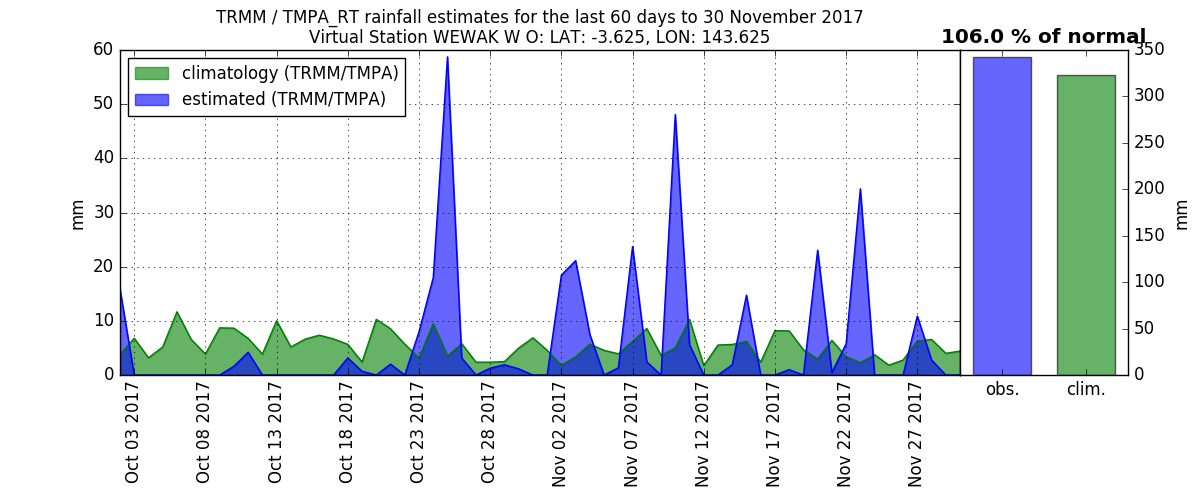 TRMM / TMPA_RT rainfall estimates for the last 60 days to 30 November 2017
Virtual Station WEWAK W O: LAT: -3.625, LON: 143.625
106.0 % of normal
climatology (TRMM/TMPA)
estimated (TRMM/TMPA)
60
50
40
30
20
10
0
mm
350
300
250
200
150
100
50
0
mm
Oct 03 2017
Oct 08 2017
Oct 13 2017
Oct 18 2017
Oct 23 2017
Oct 28 2017
Nov 02 2017
Nov 07 2017
Nov 12 2017
Nov 17 2017
Nov 22 2017
Nov 27 2017
obs.
clim.